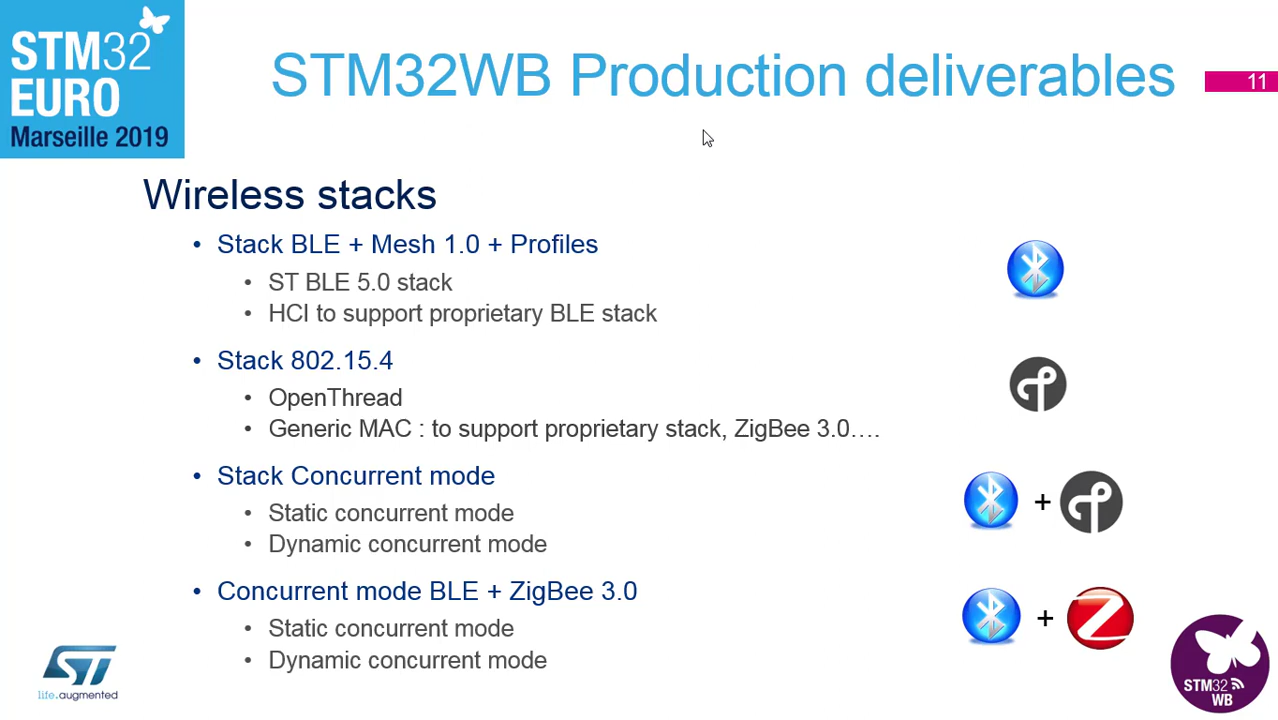 STM32
EURO
Marseille 2019
STM32WB Production deliverables
11
Wireless stacks
• Stack BLE + Mesh 1.0 + Profiles
• ST BLE 5.0 stack
• HCI to support proprietary BLE stack
• Stack 802.15.4
• OpenThread
• Generic MAC : to support proprietary stack, ZigBee 3.0....
• Stack Concurrent mode
• Static concurrent mode
• Dynamic concurrent mode
+
• Concurrent mode BLE + ZigBee 3.0
• Static concurrent mode
• Dynamic concurrent mode
+
ST
life.augmented
STM32
WB